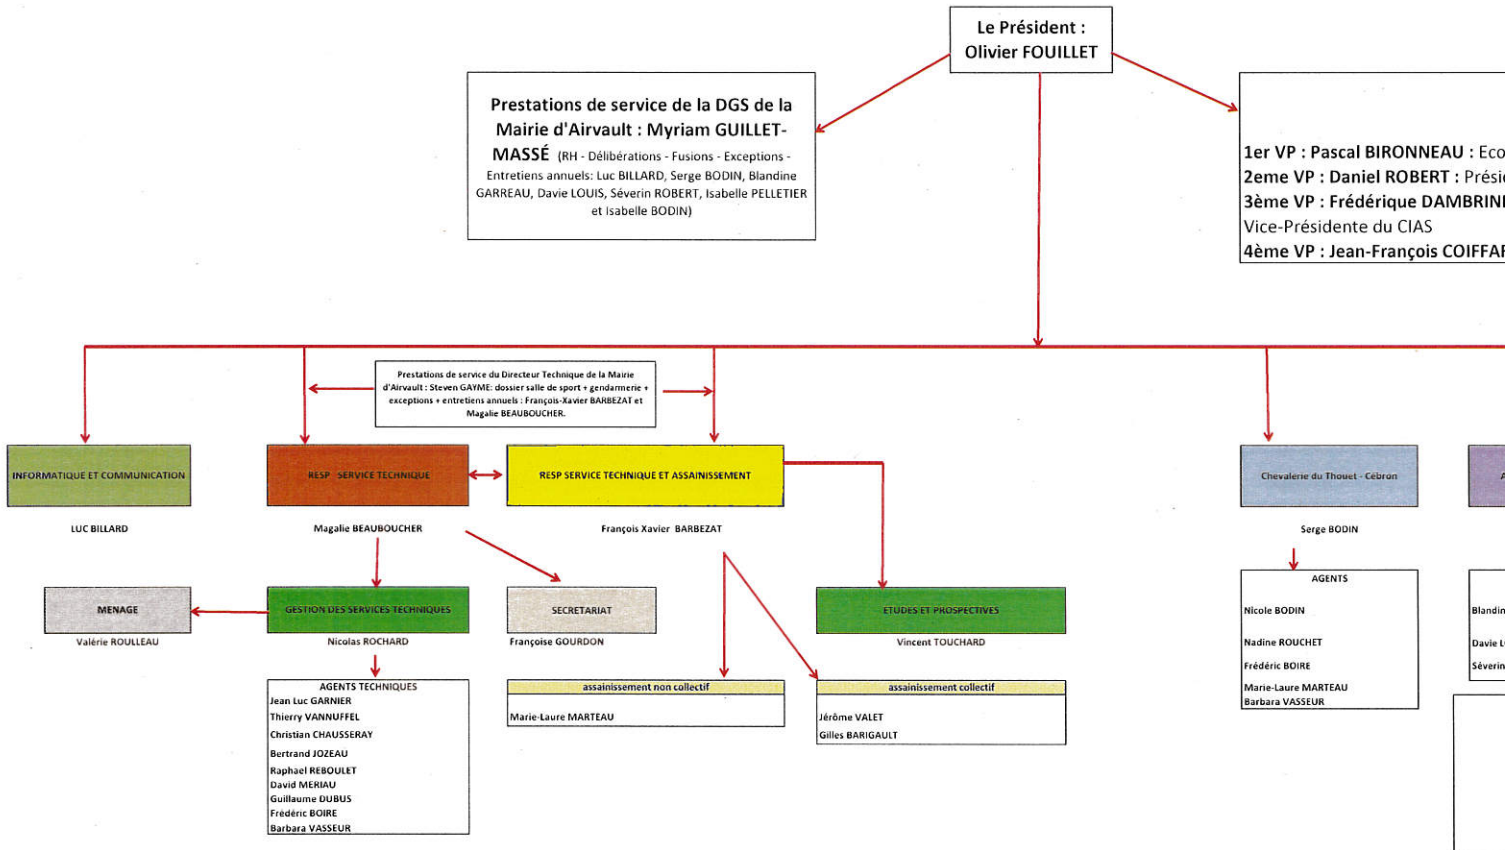 Le Président :
Olivier FOUILLET
Prestations de service de la DGS de la
Mairie d'Airvault : Myriam GUILLET-
MASSÉ (RH - Délibérations - Fusions - Exceptions -
Entretiens annuels: Luc BILLARD, Serge BODIN, Blandine
GARREAU, Davie LOUIS, Séverin ROBERT, Isabelle PELLETIER
et Isabelle BODIN)
1er VP : Pascal BIRONNEAU : Eco
2eme VP : Daniel ROBERT : Prési
3ème VP : Frédérique DAMBRIN
Vice-Présidente du CIAS
4ème VP : Jean-François COIFFA
Prestations de service du Directeur Technique de la Mairie
d'Airvault : Steven GAYME: dossier salle de sport + gendarmerie +
exceptions + entretiens annuels : François-Xavier BARBEZAT et
Magalie BEAUBOUCHER.
INFORMATIQUE ET COMMUNICATION
LUC BILLARD
RESP SERVICE TECHNIQUE
Magalie BEAUBOUCHER
RESP SERVICE TECHNIQUE ET ASSAINISSEMENT
François Xavier BARBEZAT
Chevalerie du Thouet - Cébron
Serge BODIN
A
MENAGE
Valérie ROULLEAU
GESTION DES SERVICES TECHNIQUES
Nicolas ROCHARD
SECRETARIAT
Françoise GOURDON
ETUDES ET PROSPECTIVES
Vincent TOUCHARD
AGENTS
Nicole BODIN
Nadine ROUCHET
Frédéric BOIRE
Marie-Laure MARTEAU
Barbara VASSEUR
Blandin
Davie L
Séverin
AGENTS TECHNIQUES
Jean Luc GARNIER
Thierry VANNUFFEL
Christian CHAUSSERAY
Bertrand JOZEAU
Raphael REBOULET
David MERIAU
Guillaume DUBUS
Frédéric BOIRE
Barbara VASSEUR
assainissement non collectif
Marie-Laure MARTEAU
assainissement collectif
Jérôme VALET
Gilles BARIGAULT